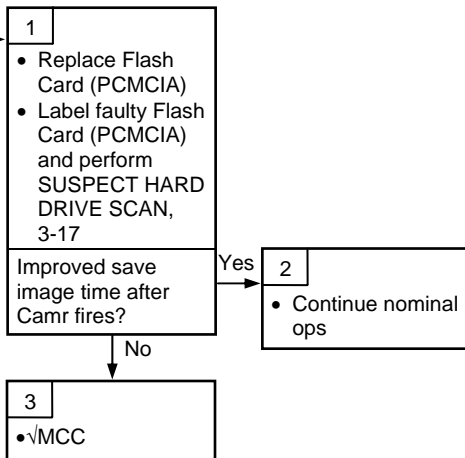 1
• Replace Flash
Card (PCMCIA)
• Label faulty Flash
Card (PCMCIA)
and perform
SUSPECT HARD
DRIVE SCAN,
3-17
Improved save
image time after
Camr fires?
Yes
2
• Continue nominal
ops
No
3
•√MCC